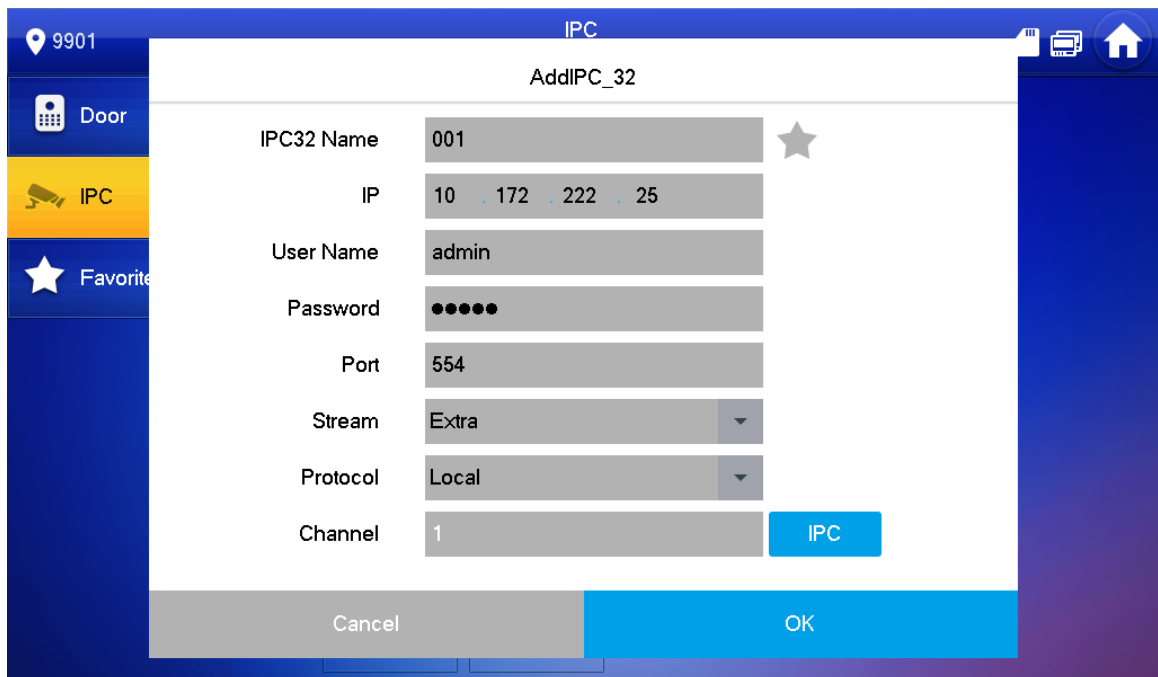 9901
IPC
Door
IPC
Favorite
AddIPC_32
IPC32 Name 001
IP 10 . 172 . 222 . 25
User Name admin
Password ●●●●●
Port 554
Stream Extra
Protocol Local
Channel 1 IPC
Cancel OK